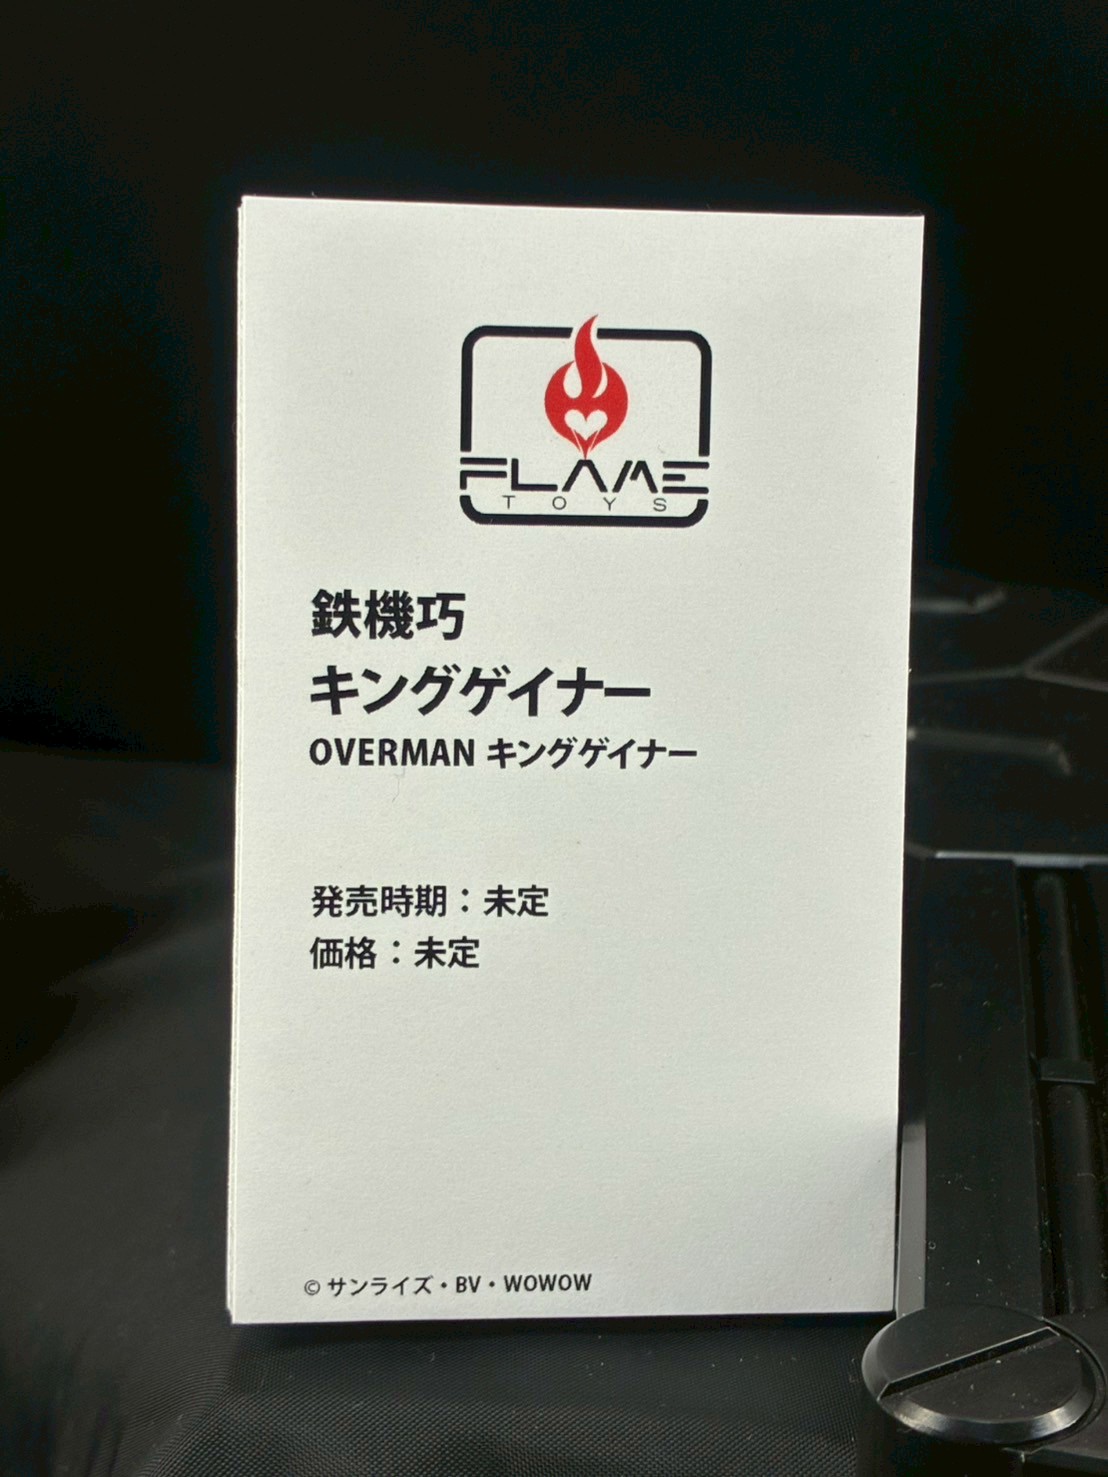 FLAME
TOYS
鉄機巧
キングゲイナー
OVERMAN キングゲイナー
発売時期：未定
価格：未定
© サンライズ・BV・WOWOW